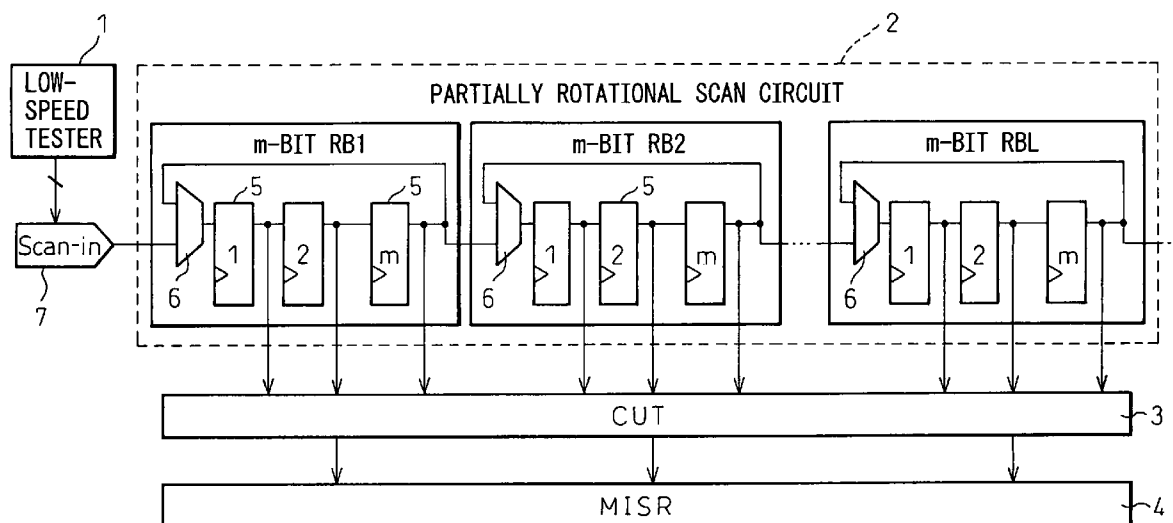 1
2
LOW-
SPEED
TESTER
PARTIALLY ROTATIONAL SCAN CIRCUIT
m-BIT RB1
m-BIT RB2
m-BIT RBL
5
5
5
1
2
m
1
2
m
1
2
m
Scan-in
6
6
6
7
CUT
3
MISR
4